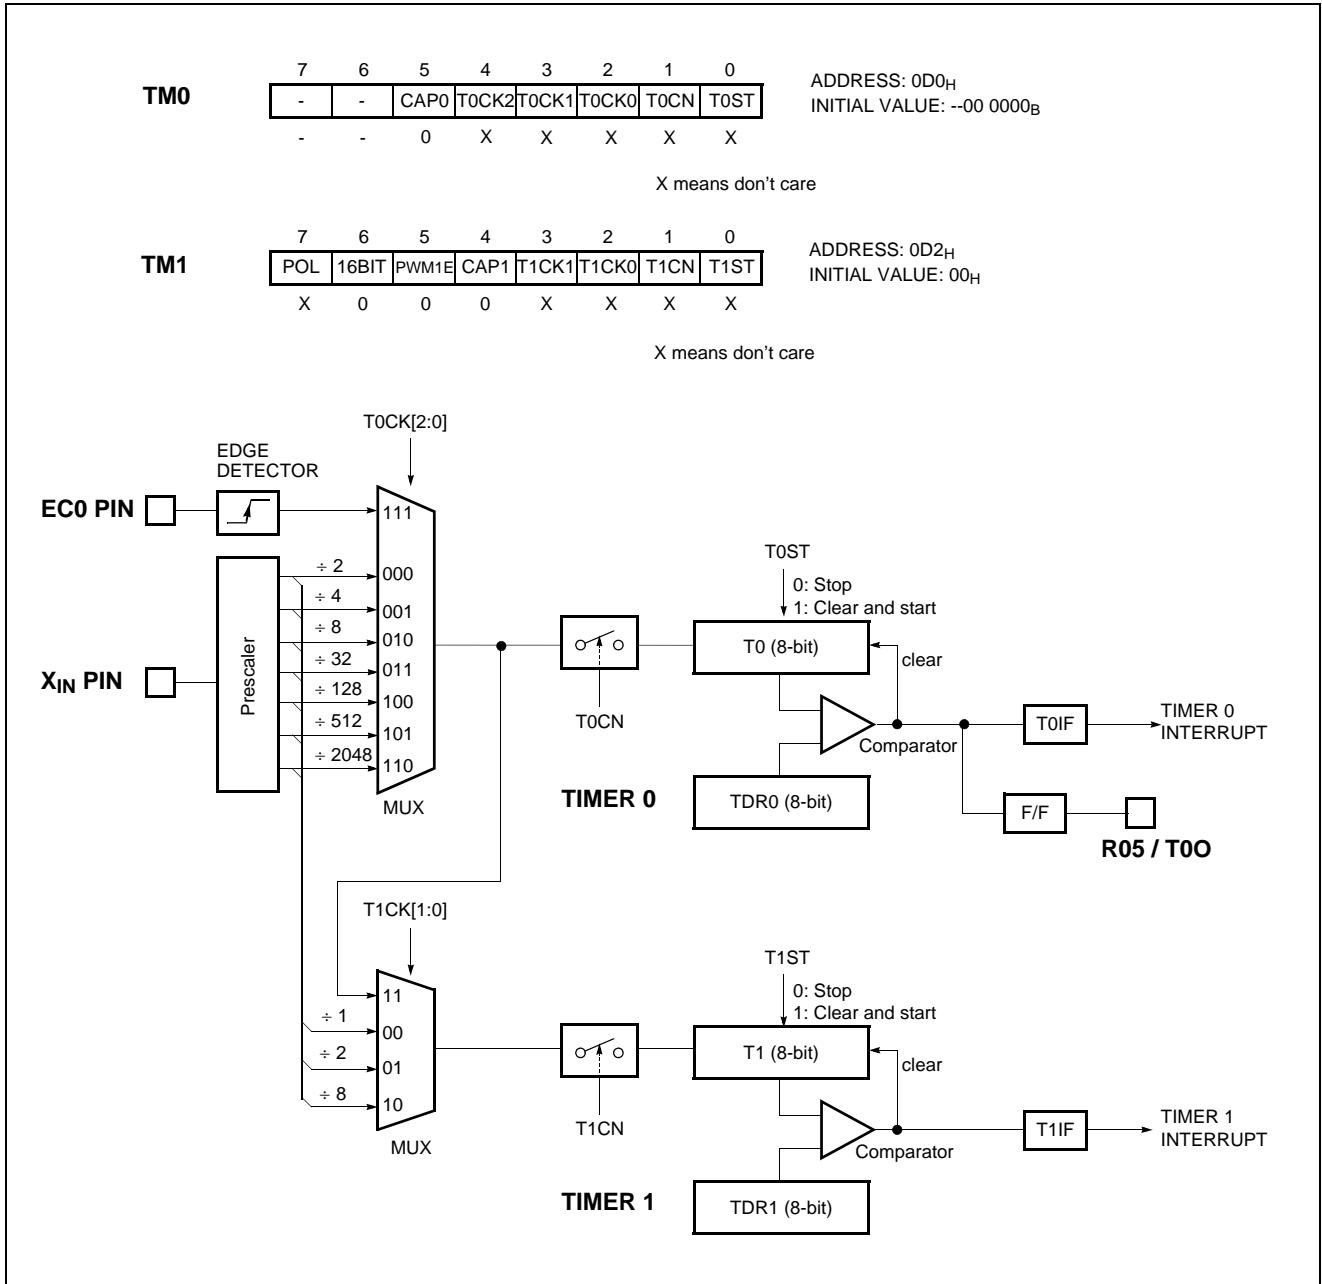 7 6 5 4 3 2 1 0
TM0 - - CAP0 T0CK2 T0CK1 T0CK0 T0CN T0ST
- - 0 X X X X X
ADDRESS: 0D0H
INITIAL VALUE: --00 0000B
X means don't care
7 6 5 4 3 2 1 0
TM1 POL 16BIT PWM1E CAP1 T1CK1 T1CK0 T1CN T1ST
X 0 0 0 X X X X
ADDRESS: 0D2H
INITIAL VALUE: 00H
X means don't care
T0CK[2:0]
EDGE
DETECTOR
EC0 PIN
111
XIN PIN
Prescaler
÷ 2 000
÷ 4 001
÷ 8 010
÷ 32 011
÷ 128 100
÷ 512 101
÷ 2048 110
MUX
T0CN
T0ST
0: Stop
1: Clear and start
T0 (8-bit)
clear
Comparator
TIMER 0
TDR0 (8-bit)
T0IF
TIMER 0
INTERRUPT
F/F
R05 / T0O
T1CK[1:0]
11
÷ 1 00
÷ 2 01
÷ 8 10
MUX
T1CN
T1ST
0: Stop
1: Clear and start
T1 (8-bit)
clear
Comparator
TIMER 1
TDR1 (8-bit)
T1IF
TIMER 1
INTERRUPT